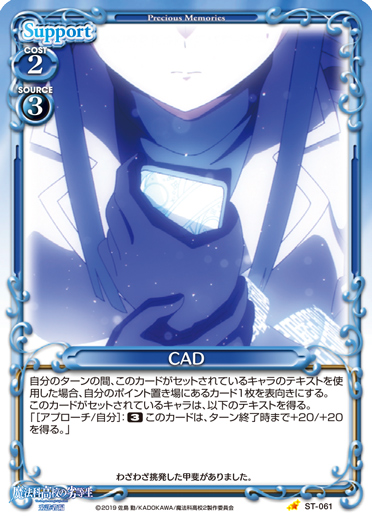 Precious Memories
Support
COST
2
SOURCE
3
CAD
自分のターンの間、このカードがセットされているキャラのテキストを使
用した場合、自分のポイント置き場にあるカード1枚を表向きにする。
このカードがセットされているキャラは、以下のテキストを得る。
「[アプローチ/自分]:3このカードは、ターン終了時まで+20/+20
を得る。」
わざわざ挑発した甲斐がありました。
魔法科高校の劣等生
ST-061
©2019 佐島 勤/KADOKAWA/魔法科高校2製作委員会